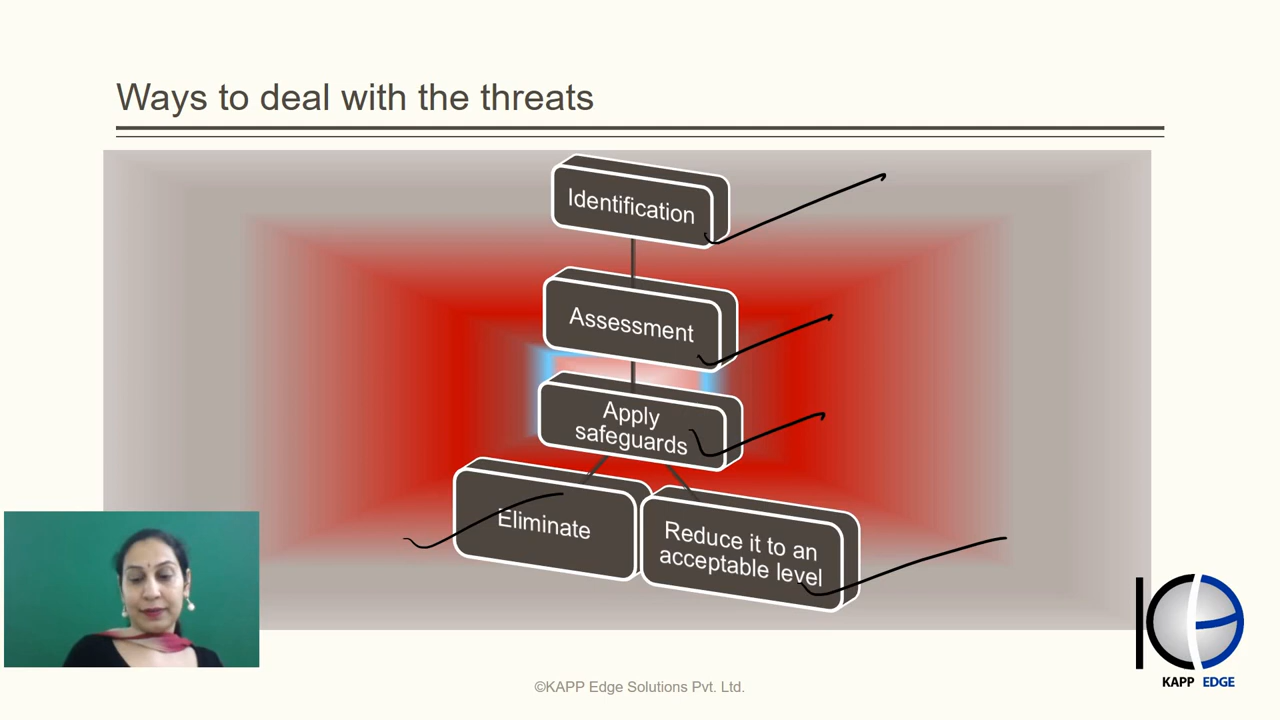 Ways to deal with the threats
Identification
Assessment
Apply
safeguards
Eliminate
Reduce it to an
acceptable level
KAPP EDGE
©KAPP Edge Solutions Pvt. Ltd.